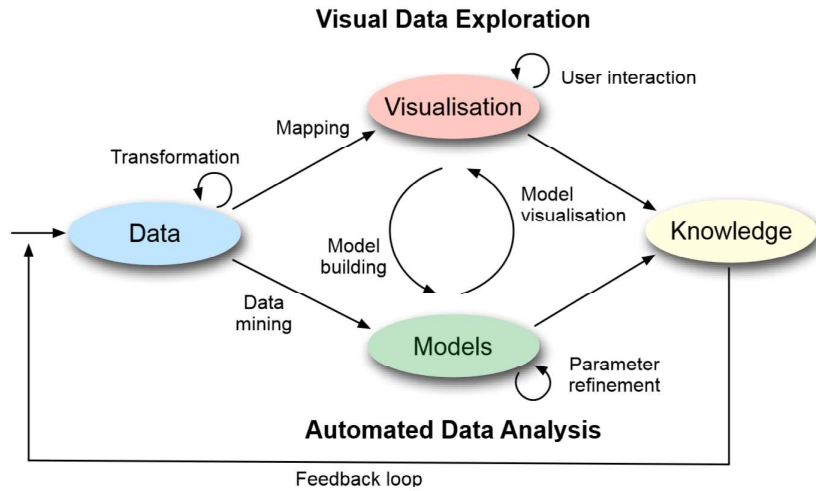 Visual Data Exploration
User interaction
Visualisation
Mapping
Transformation
Model
visualisation
Data
Knowledge
Model
building
Data
mining
Models
Parameter
refinement
Automated Data Analysis
Feedback loop